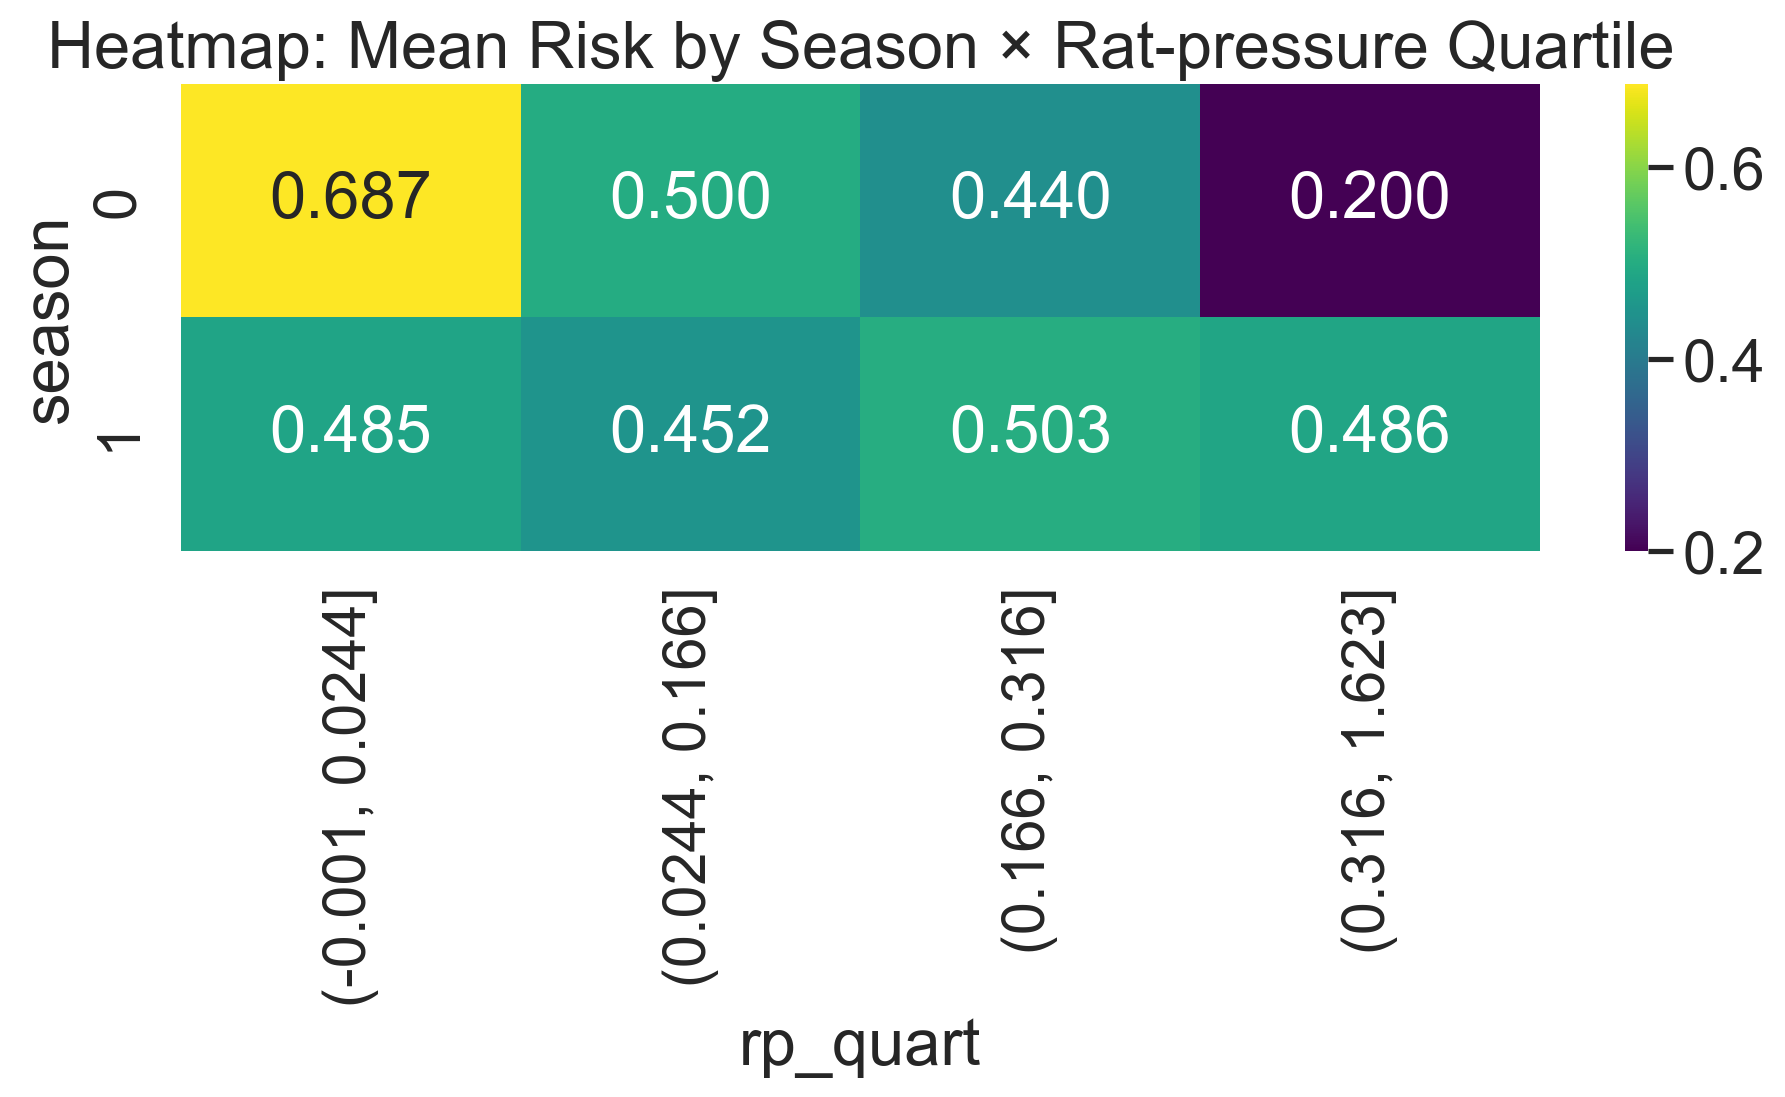 Heatmap: Mean Risk by Season × Rat-pressure Quartile
season
0
0.687 0.500 0.440 0.200
1
0.485 0.452 0.503 0.486
(-0.001, 0.0244]
(0.0244, 0.166]
(0.166, 0.316]
(0.316, 1.623]
rp_quart
0.6
0.4
0.2